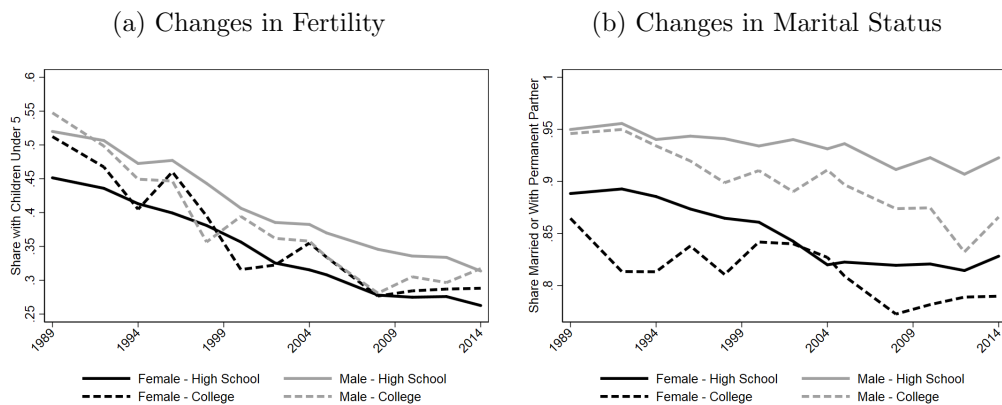 (a) Changes in Fertility
Share with Children Under 5
.6
.55
.5
.45
.4
.35
.3
.25
1989
1994
1999
2004
2009
2014
Female - High School
Male - High School
Female - College
Male - College
(b) Changes in Marital Status
Share Married or With Permanent Partner
1
.95
.9
.85
.8
1989
1994
1999
2004
2009
2014
Female - High School
Male - High School
Female - College
Male - College